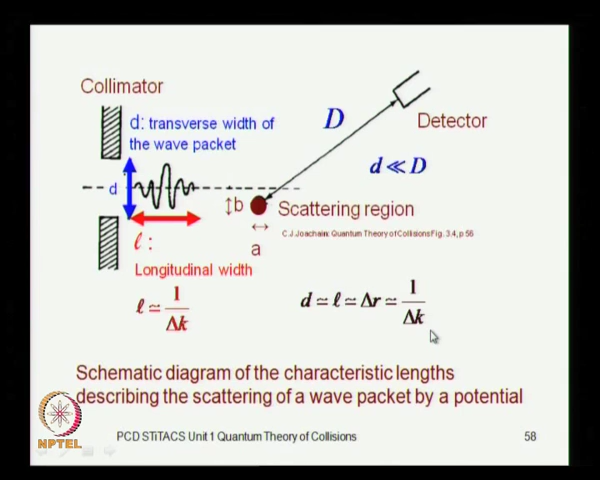 Collimator
d: transverse width of
the wave packet
D
Detector
d ≪ D
d
b
Scattering region
a
C.J.Joachain: Quantum Theory of Collisions Fig. 3.4, p 56
ℓ :
Longitudinal width
ℓ ≃ 1/Δk
d ≃ ℓ ≃ Δr ≃ 1/Δk
Schematic diagram of the characteristic lengths
describing the scattering of a wave packet by a potential
NPTEL
PCD STiTACS Unit 1 Quantum Theory of Collisions
58